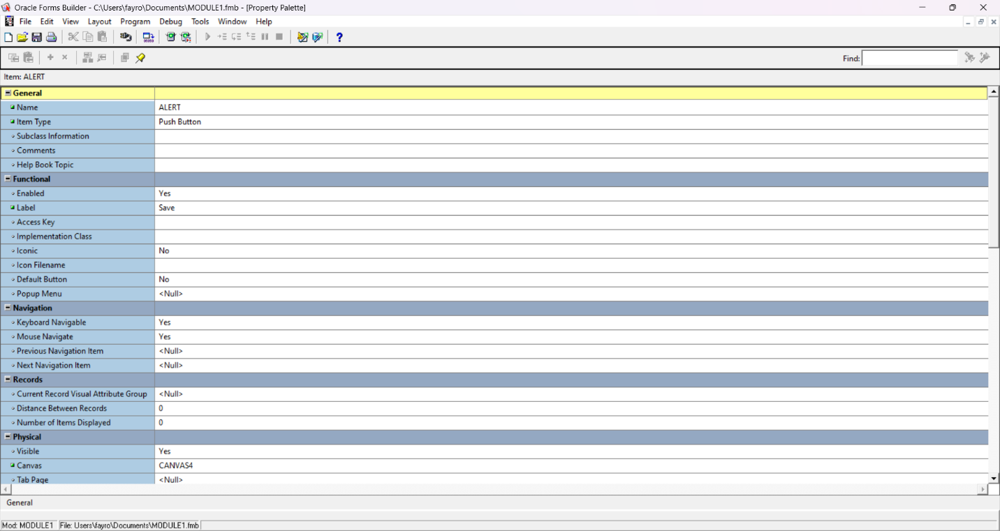 Oracle Forms Builder - C:\Users\fayro\Documents\MODULE1.fmb - [Property Palette]
File Edit View Layout Program Debug Tools Window Help
Find:
Item: ALERT
General
Name ALERT
Item Type Push Button
Subclass Information
Comments
Help Book Topic
Functional
Enabled Yes
Label Save
Access Key
Implementation Class
Iconic No
Icon Filename
Default Button No
Popup Menu <Null>
Navigation
Keyboard Navigable Yes
Mouse Navigate Yes
Previous Navigation Item <Null>
Next Navigation Item <Null>
Records
Current Record Visual Attribute Group <Null>
Distance Between Records 0
Number of Items Displayed 0
Physical
Visible Yes
Canvas CANVAS4
Tab Page <Null>
General
Mod: MODULE1 File: Users\fayro\Documents\MODULE1.fmb